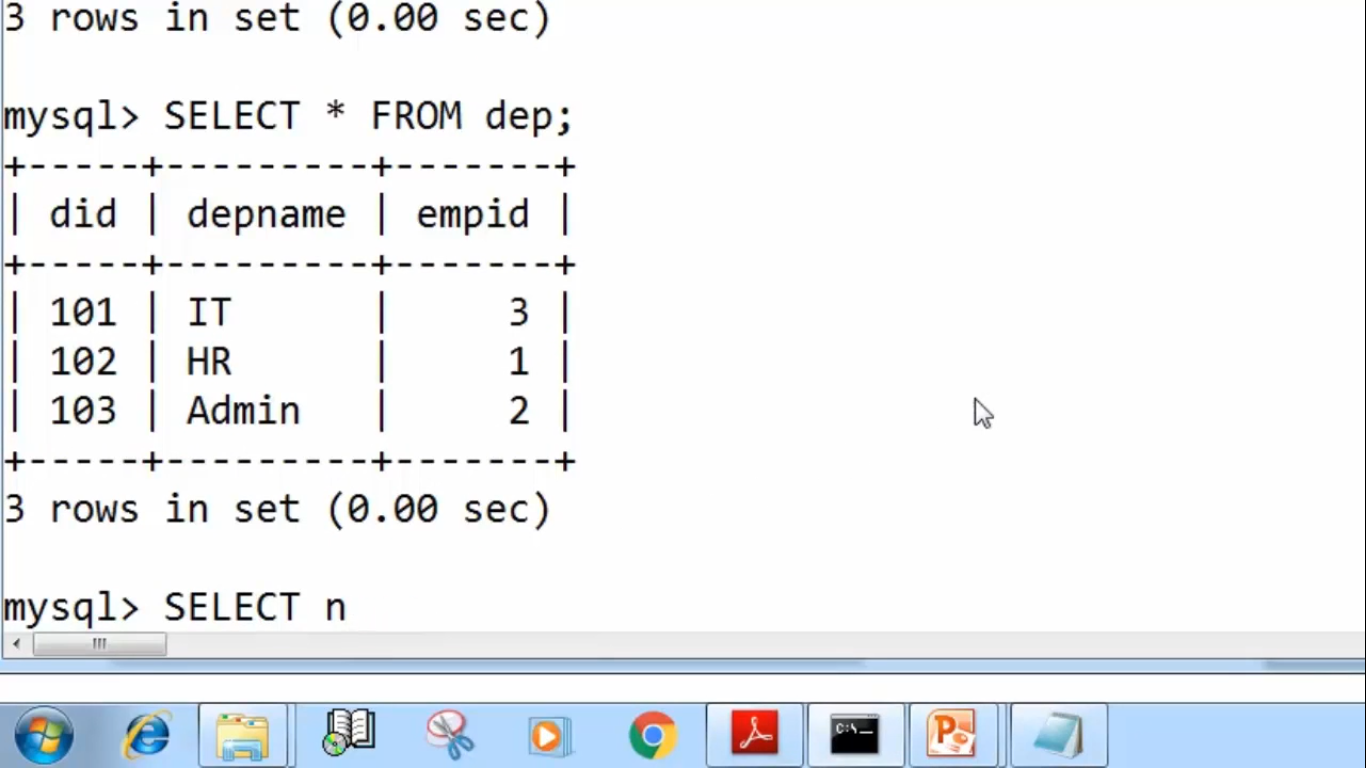 3 rows in set (0.00 sec)
mysql> SELECT * FROM dep;
+-----+---------+-------+
| did | depname | empid |
+-----+---------+-------+
| 101 | IT      |     3 |
| 102 | HR      |     1 |
| 103 | Admin   |     2 |
+-----+---------+-------+
3 rows in set (0.00 sec)
mysql> SELECT n
C:\_